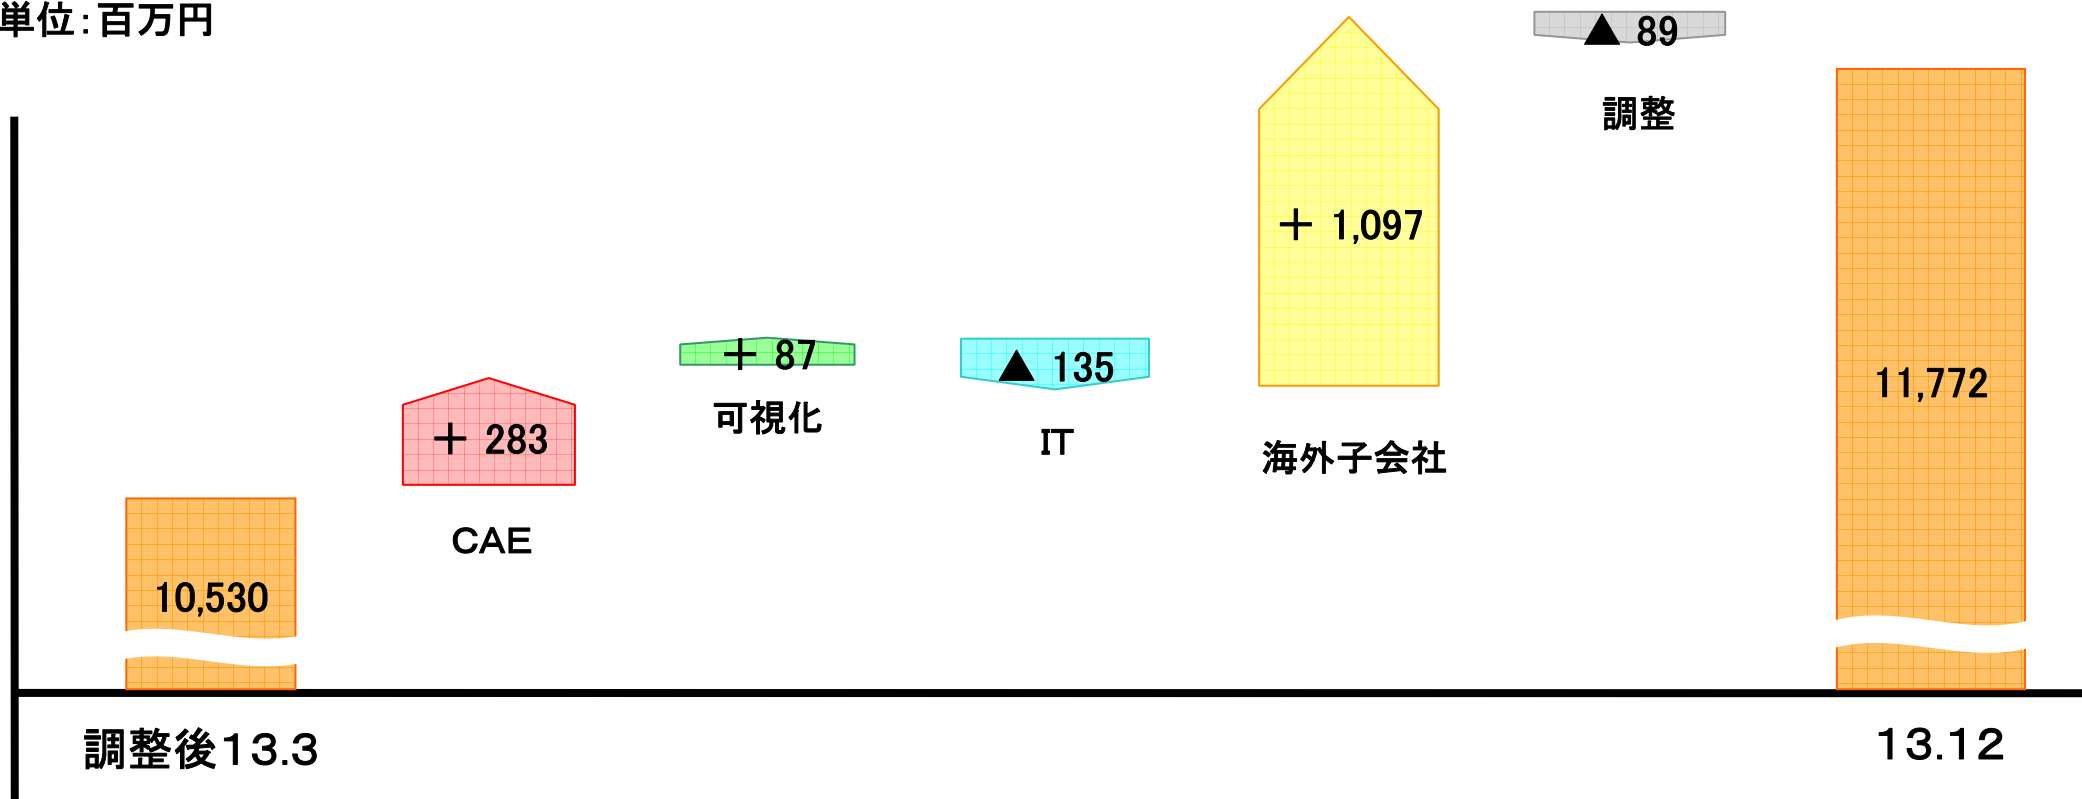 単位：百万円
▲ 89
調整
＋ 1,097
海外子会社
＋ 87
可視化
▲ 135
IT
＋ 283
CAE
10,530
11,772
調整後13.3
13.12